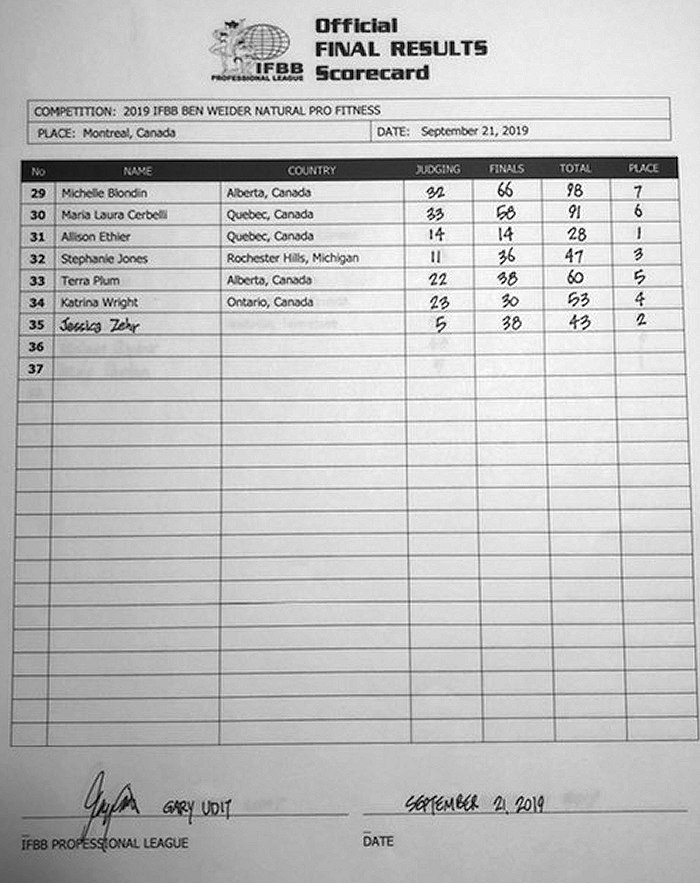 Official
FINAL RESULTS
Scorecard
IFBB
PROFESSIONAL LEAGUE
COMPETITION: 2019 IFBB BEN WEIDER NATURAL PRO FITNESS
PLACE: Montreal, Canada DATE: September 21, 2019
No NAME COUNTRY JUDGING FINALS TOTAL PLACE
29 Michelle Blondin Alberta, Canada 32 66 98 7
30 Maria Laura Cerbelli Quebec, Canada 33 58 91 6
31 Allison Ethier Quebec, Canada 14 14 28 1
32 Stephanie Jones Rochester Hills, Michigan 11 36 47 3
33 Terra Plum Alberta, Canada 22 38 60 5
34 Katrina Wright Ontario, Canada 23 30 53 4
35 Jessica Zehr 5 38 43 2
36
37
GARY UDIT SEPTEMBER 21, 2019
IFBB PROFESSIONAL LEAGUE DATE